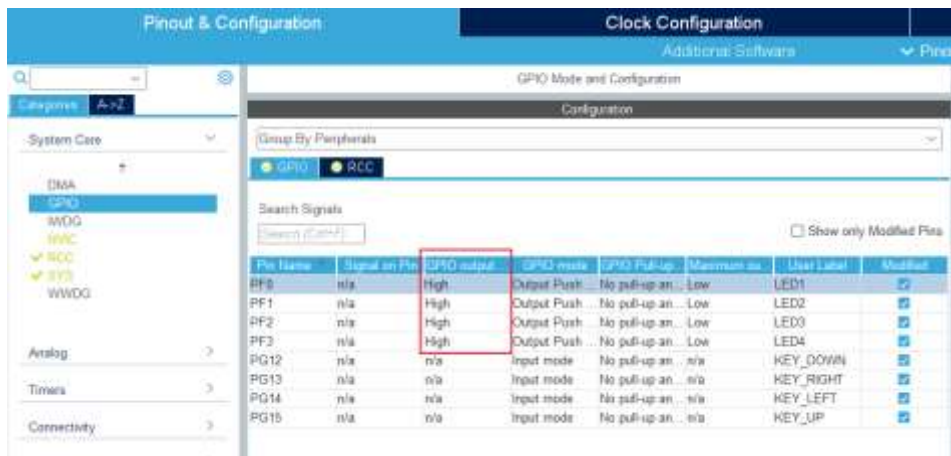 Pinout & Configuration
Clock Configuration
Additional Software
Pino
GPIO Mode and Configuration
Categories A->Z
Configuration
System Core
Group By Peripherals
GPIO RCC
DMA
GPIO
IWDG
NVIC
RCC
SYS
WWDG
Search Signals
Search (Ctrl+F)
Show only Modified Pins
Pin Name Signal on Pin GPIO output... GPIO mode GPIO Pull-up... Maximum ou... User Label Modified
PF0 n/a High Output Push ... No pull-up an... Low LED1
PF1 n/a High Output Push ... No pull-up an... Low LED2
PF2 n/a High Output Push ... No pull-up an... Low LED3
PF3 n/a High Output Push ... No pull-up an... Low LED4
PG12 n/a n/a Input mode No pull-up an... n/a KEY_DOWN
PG13 n/a n/a Input mode No pull-up an... n/a KEY_RIGHT
PG14 n/a n/a Input mode No pull-up an... n/a KEY_LEFT
PG15 n/a n/a Input mode No pull-up an... n/a KEY_UP
Analog
Timers
Connectivity